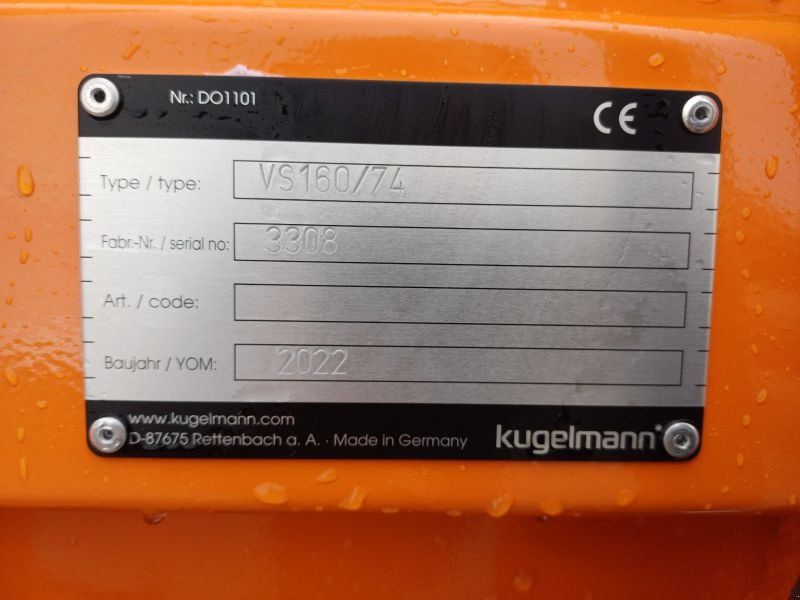 Nr.: DO1101
CE
Type / type: VS160/74
Fabr.-Nr. / serial no: 3308
Art. / code:
Baujahr / YOM: 2022
www.kugelmann.com
D-87675 Rettenbach a. A. · Made in Germany
kugelmann*